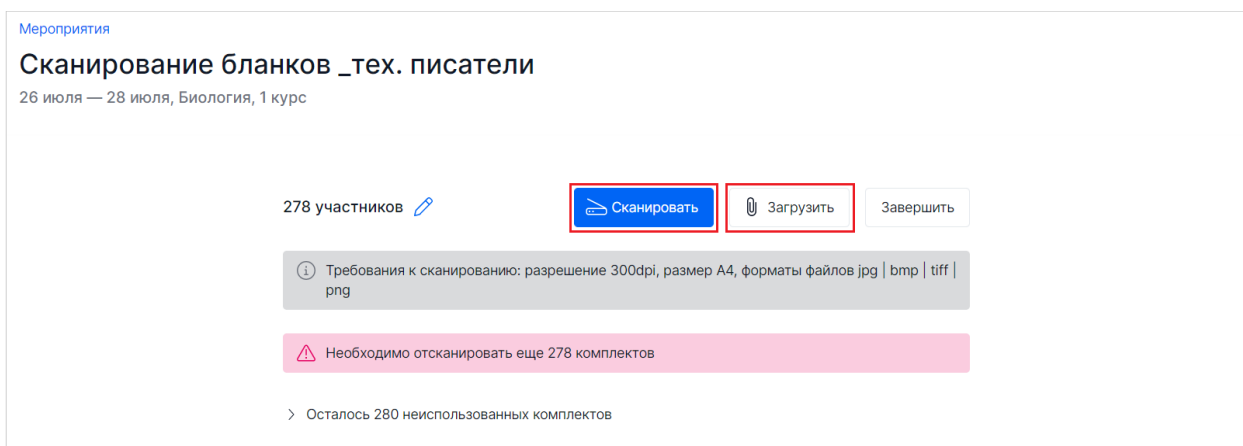 Мероприятия
Сканирование бланков _тех. писатели
26 июля — 28 июля, Биология, 1 курс
278 участников Сканировать Загрузить Завершить
Требования к сканированию: разрешение 300dpi, размер А4, форматы файлов jpg | bmp | tiff |
png
Необходимо отсканировать еще 278 комплектов
Осталось 280 неиспользованных комплектов